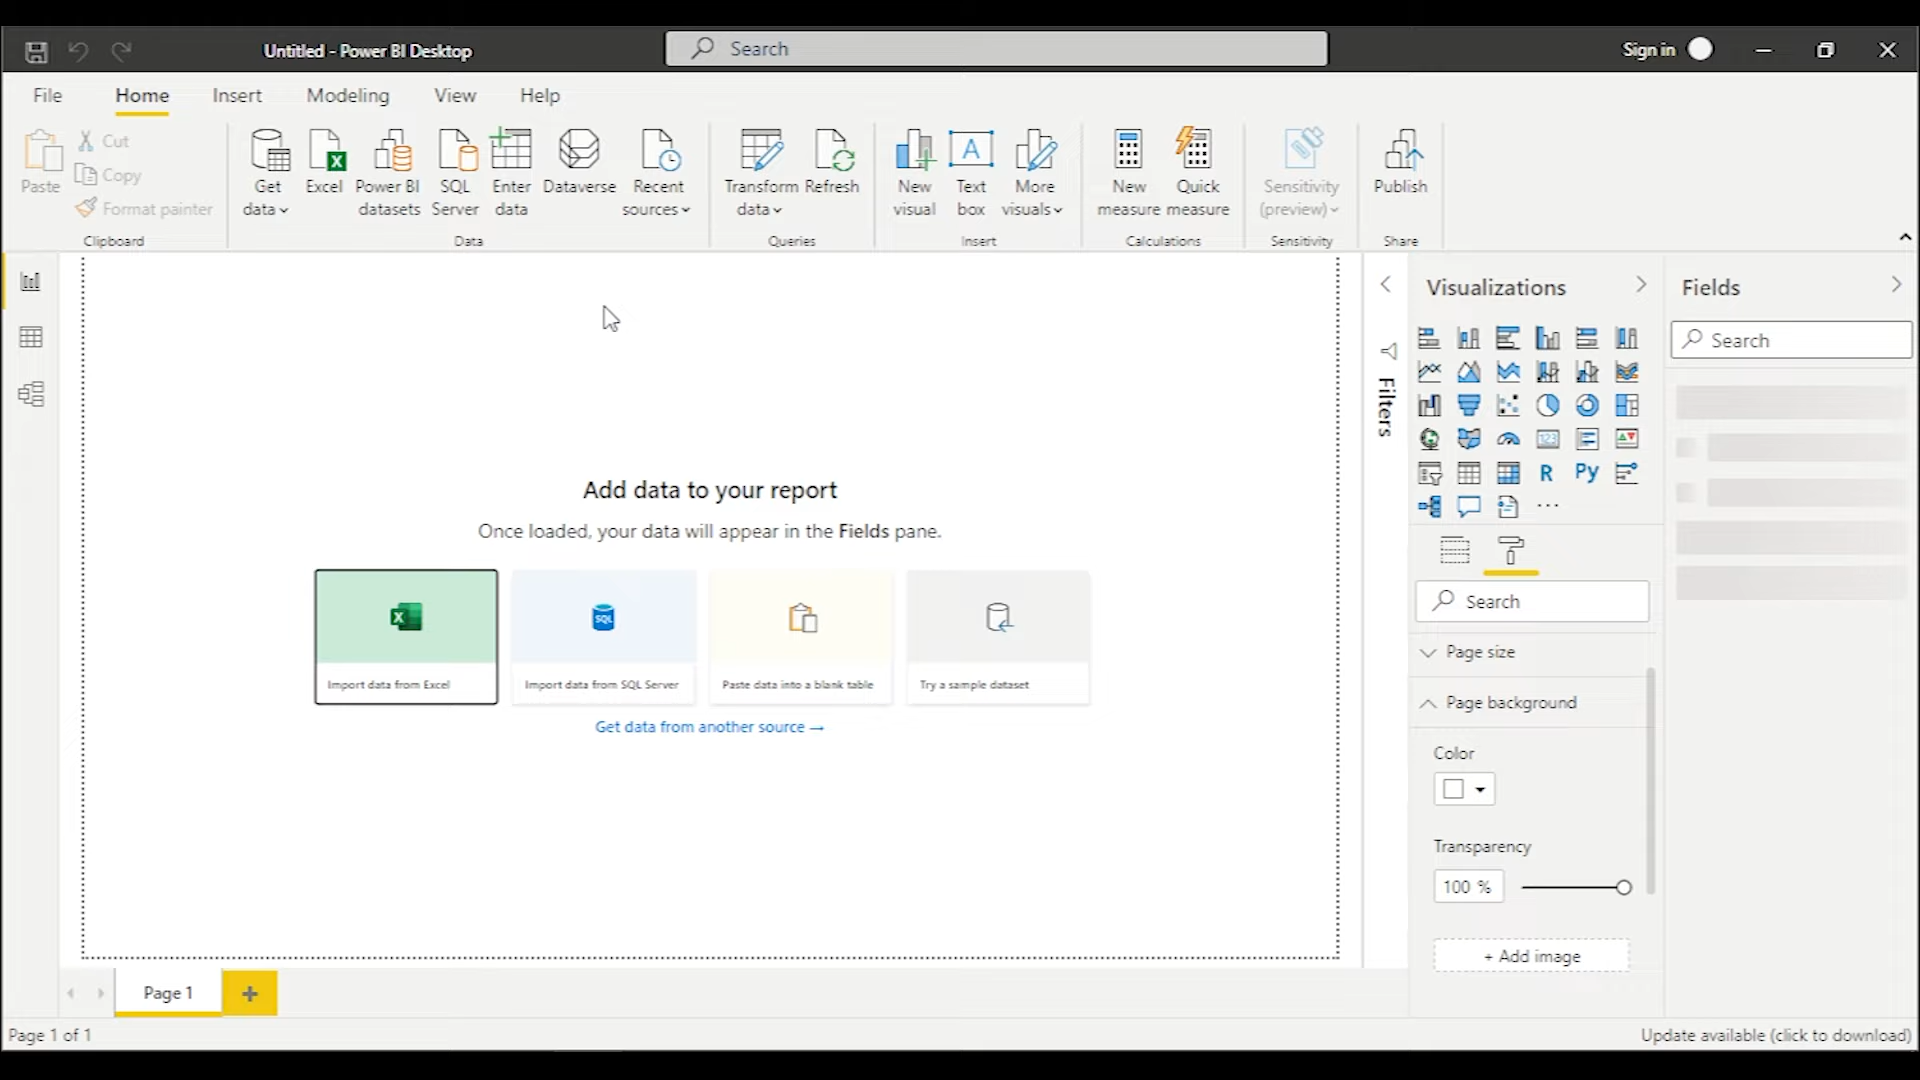 Untitled - Power BI Desktop
Search
Sign in
File Home Insert Modeling View Help
Paste
Cut
Copy
Format painter
Clipboard
Get data
Excel
Power BI datasets
SQL Server
Enter data
Dataverse
Recent sources
Data
Transform data
Refresh
Queries
New visual
A
Text box
More visuals
Insert
New measure
Quick measure
Calculations
Sensitivity (preview)
Sensitivity
Publish
Share
Add data to your report
Once loaded, your data will appear in the Fields pane.
X
SQL
Import data from Excel
Import data from SQL Server
Paste data into a blank table
Try a sample dataset
Get data from another source →
Filters
Visualizations
123
R
Py
...
Search
Page size
Page background
Color
Transparency
100 %
+ Add image
Fields
Search
Page 1
+
Page 1 of 1
Update available (click to download)